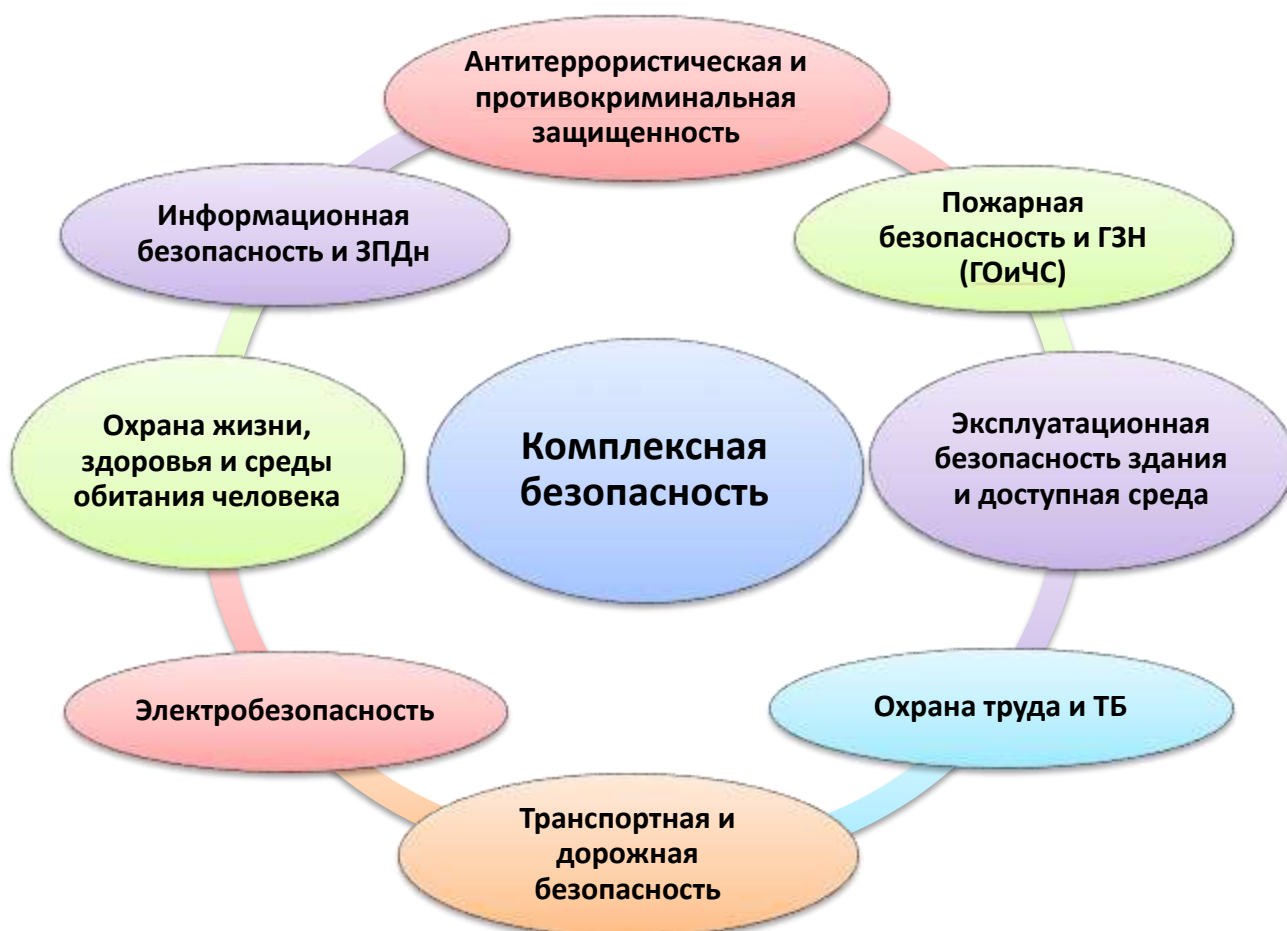 Антитеррористическая и
противокриминальная
защищенность
Информационная
безопасность и ЗПДн
Пожарная
безопасность и ГЗН
(ГОиЧС)
Охрана жизни,
здоровья и среды
обитания человека
Комплексная
безопасность
Эксплуатационная
безопасность здания
и доступная среда
Электробезопасность
Охрана труда и ТБ
Транспортная и
дорожная
безопасность